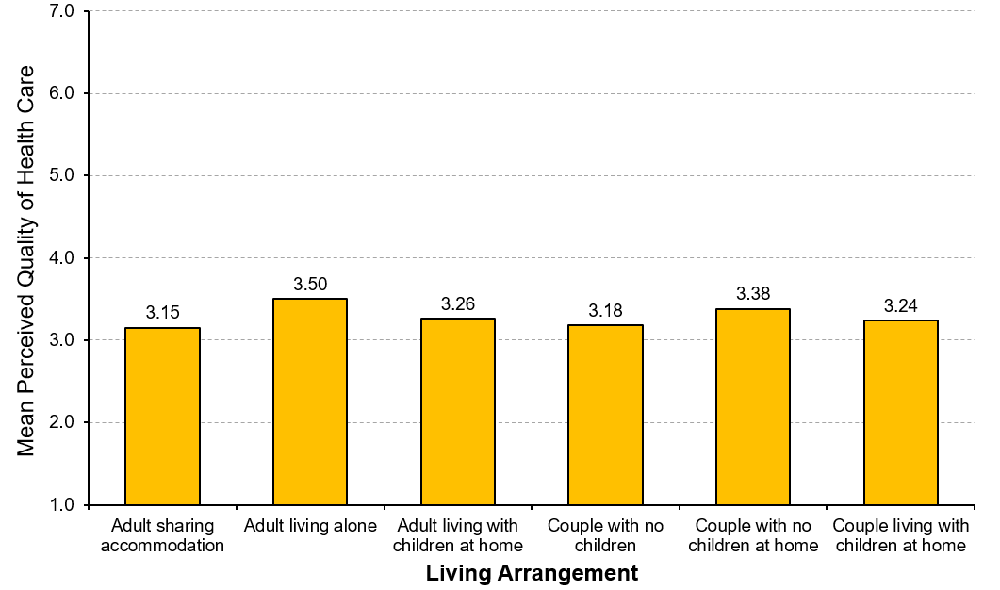 7.0
6.0
5.0
4.0
3.0
2.0
1.0
Mean Perceived Quality of Health Care
3.15
3.50
3.26
3.18
3.38
3.24
Adult sharing
accommodation
Adult living alone
Adult living with
children at home
Couple with no
children
Couple with no
children at home
Couple living with
children at home
Living Arrangement